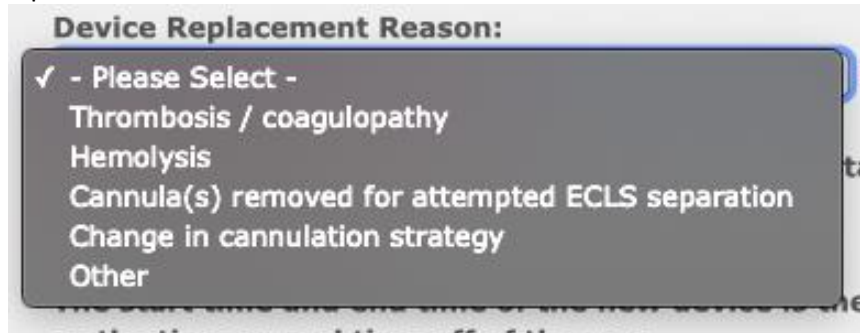 Device Replacement Reason:
✓ - Please Select -
Thrombosis / coagulopathy
Hemolysis
Cannula(s) removed for attempted ECLS separation
Change in cannulation strategy
Other